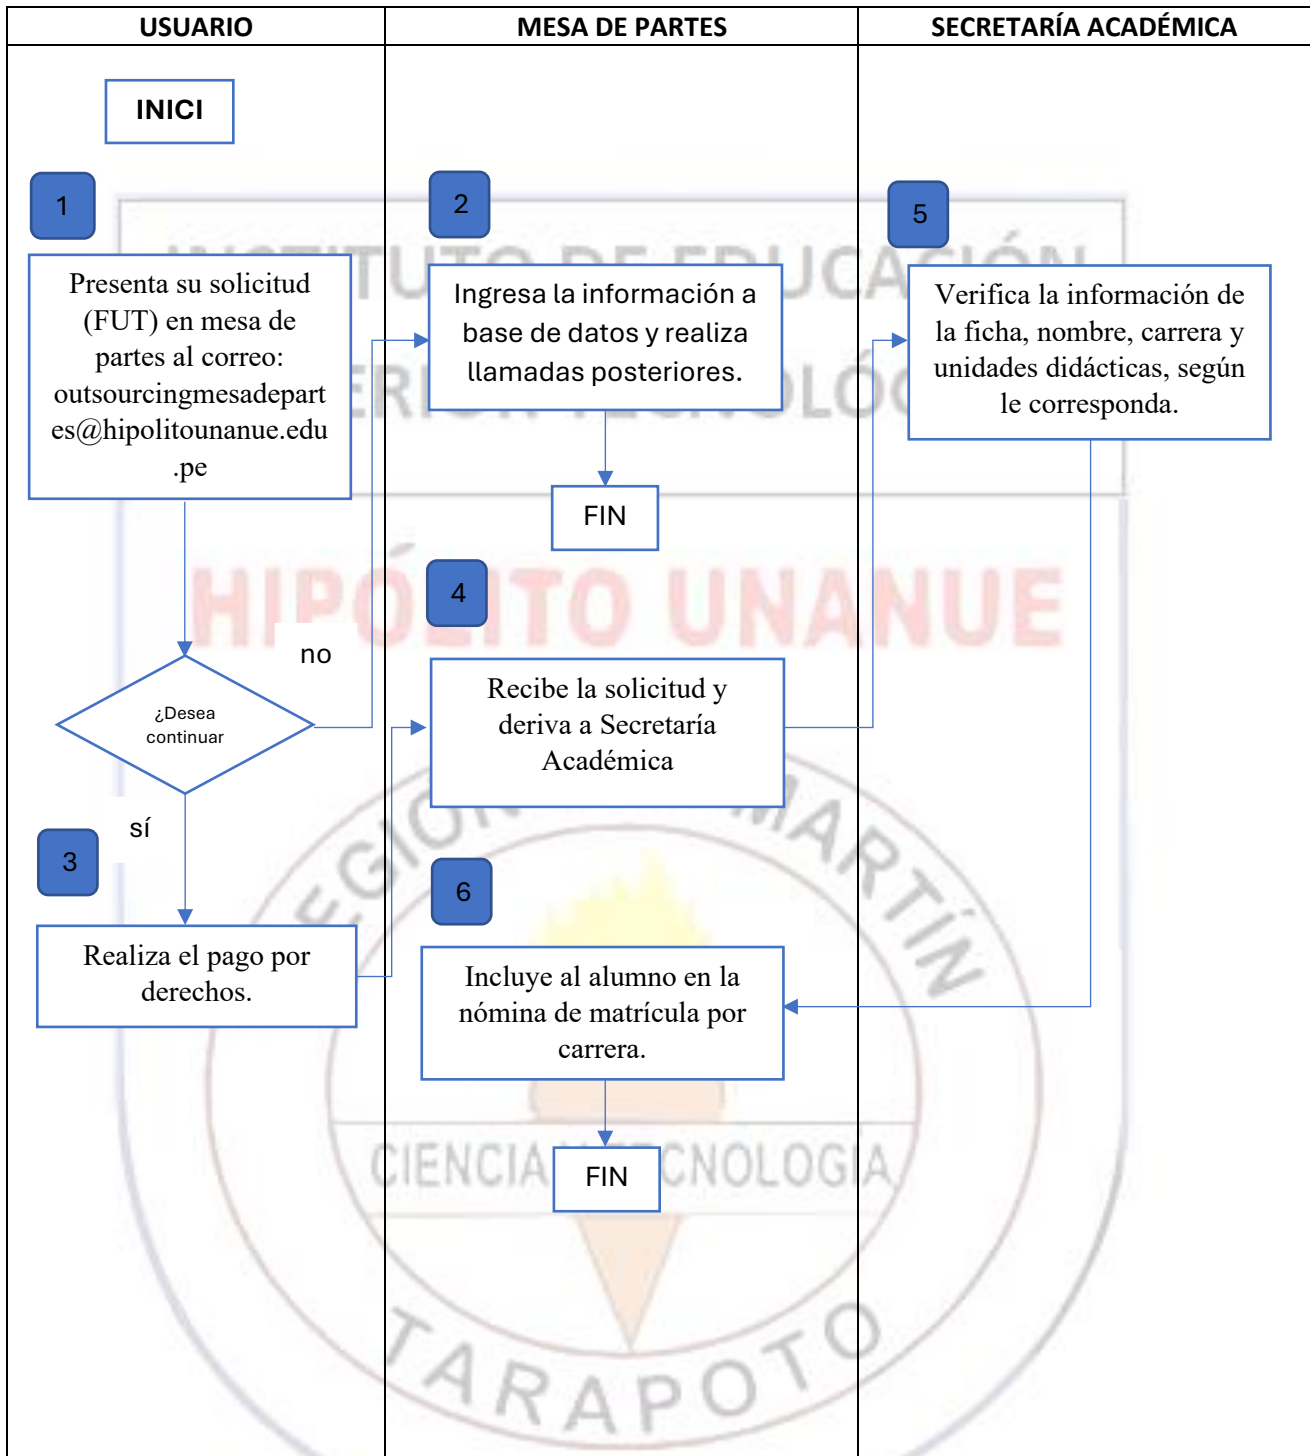 USUARIO
MESA DE PARTES
SECRETARÍA ACADÉMICA
INICI
1
Presenta su solicitud
(FUT) en mesa de
partes al correo:
outsourcingmesadepart
es@hipolitounanue.edu
.pe
¿Desea
continuar
no
sí
2
Ingresa la información a
base de datos y realiza
llamadas posteriores.
FIN
3
Realiza el pago por
derechos.
4
Recibe la solicitud y
deriva a Secretaría
Académica
5
Verifica la información de
la ficha, nombre, carrera y
unidades didácticas, según
le corresponda.
6
Incluye al alumno en la
nómina de matrícula por
carrera.
FIN
DE EDUCACIÓN
HIPÓLITO UNANUE
MARTÍN
CIENCIA
TARAPOTO